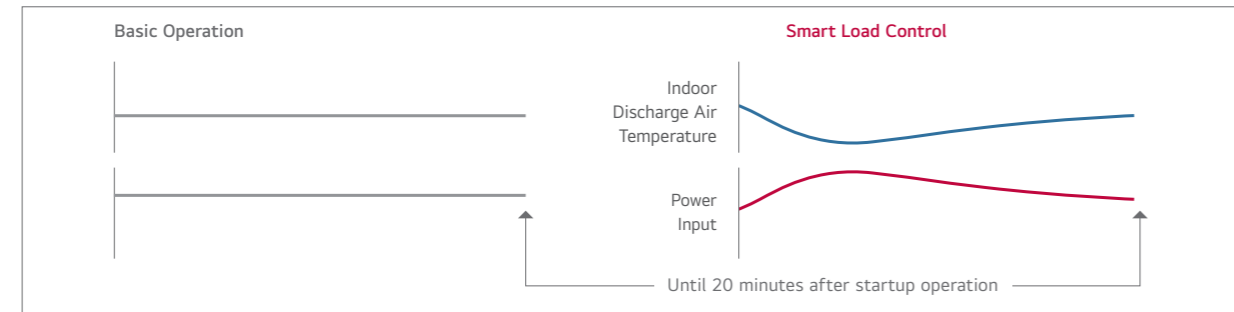 Basic Operation
Smart Load Control
Indoor
Discharge Air
Temperature
Power
Input
Until 20 minutes after startup operation